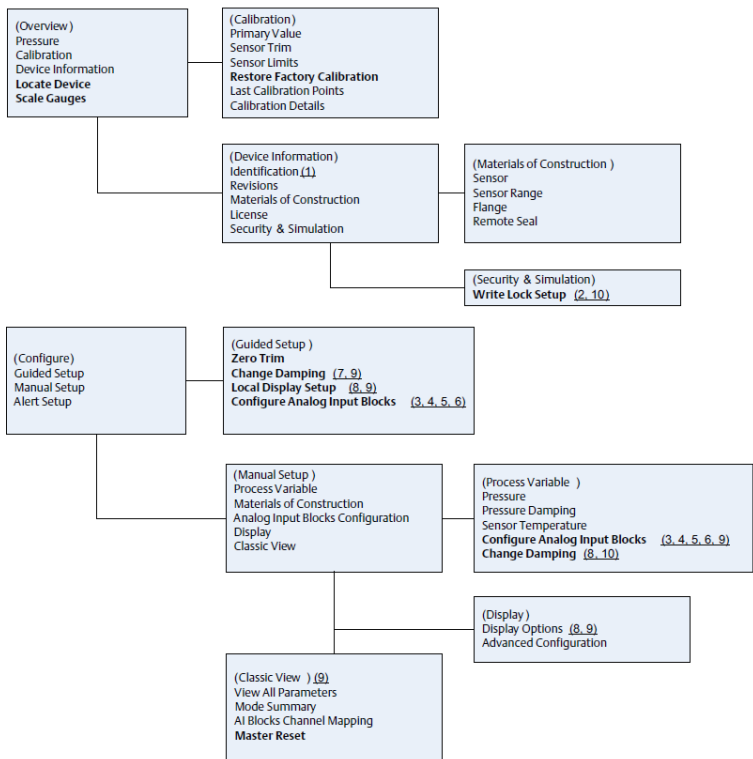 (Overview)
Pressure
Calibration
Device Information
Locate Device
Scale Gauges
(Calibration)
Primary Value
Sensor Trim
Sensor Limits
Restore Factory Calibration
Last Calibration Points
Calibration Details
(Device Information)
Identification (1)
Revisions
Materials of Construction
License
Security & Simulation
(Materials of Construction )
Sensor
Sensor Range
Flange
Remote Seal
(Security & Simulation)
Write Lock Setup (2, 10)
(Configure)
Guided Setup
Manual Setup
Alert Setup
(Guided Setup )
Zero Trim
Change Damping (7, 9)
Local Display Setup (8, 9)
Configure Analog Input Blocks (3, 4, 5, 6)
(Manual Setup )
Process Variable
Materials of Construction
Analog Input Blocks Configuration
Display
Classic View
(Process Variable )
Pressure
Pressure Damping
Sensor Temperature
Configure Analog Input Blocks (3, 4, 5, 6, 9)
Change Damping (8, 10)
(Display )
Display Options (8, 9)
Advanced Configuration
(Classic View ) (9)
View All Parameters
Mode Summary
AI Blocks Channel Mapping
Master Reset